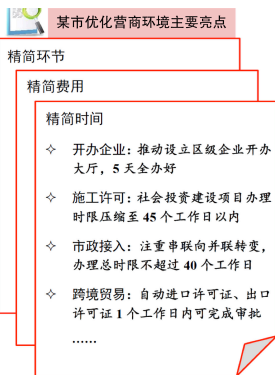 某市优化营商环境主要亮点
精简环节
精简费用
精简时间
✧ 开办企业：推动设立区级企业开办
大厅，5 天全办好
✧ 施工许可：社会投资建设项目办理
时限压缩至 45 个工作日以内
✧ 市政接入：注重串联向并联转变，
办理总时限不超过 40 个工作日
✧ 跨境贸易：自动进口许可证、出口
许可证 1 个工作日内可完成审批
……